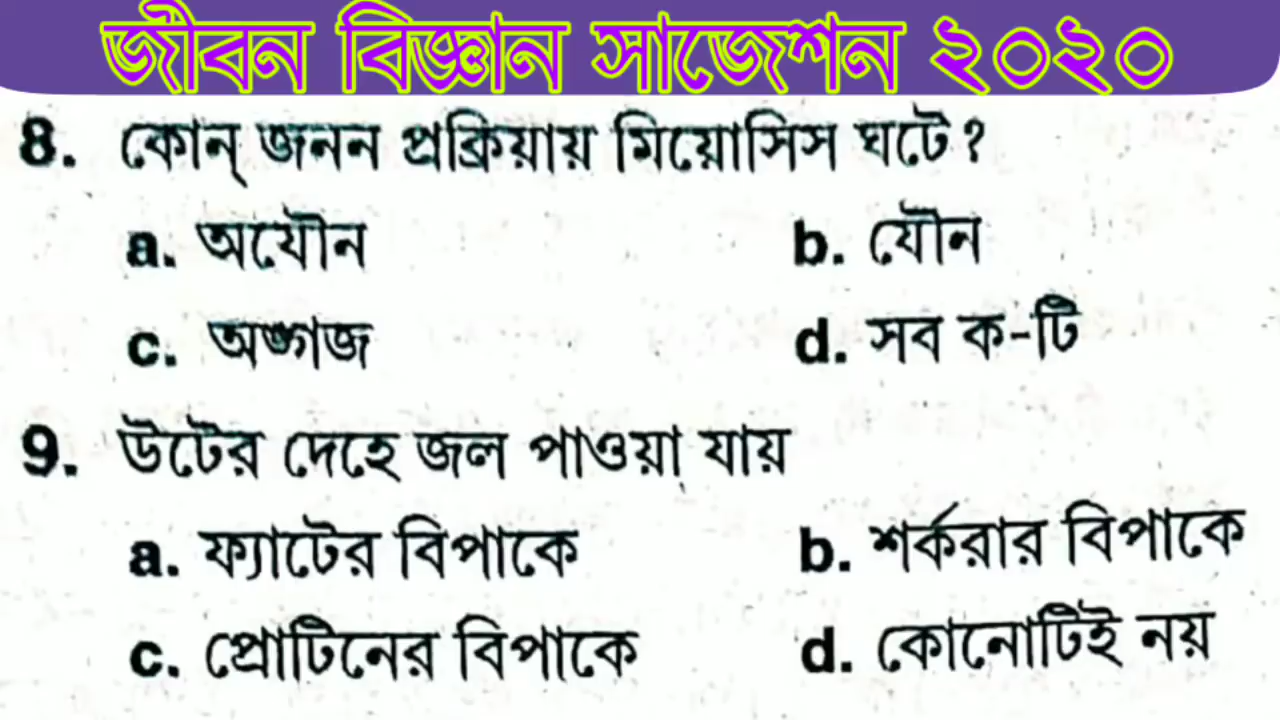 জীবন বিজ্ঞান সাজেশন ২০২০
8. কোন্ জনন প্রক্রিয়ায় মিয়োসিস ঘটে?
a. অযৌন b. যৌন
c. অঙ্গজ d. সব ক-টি
9. উটের দেহে জল পাওয়া যায়
a. ফ্যাটের বিপাকে b. শর্করার বিপাকে
c. প্রোটিনের বিপাকে d. কোনোটিই নয়